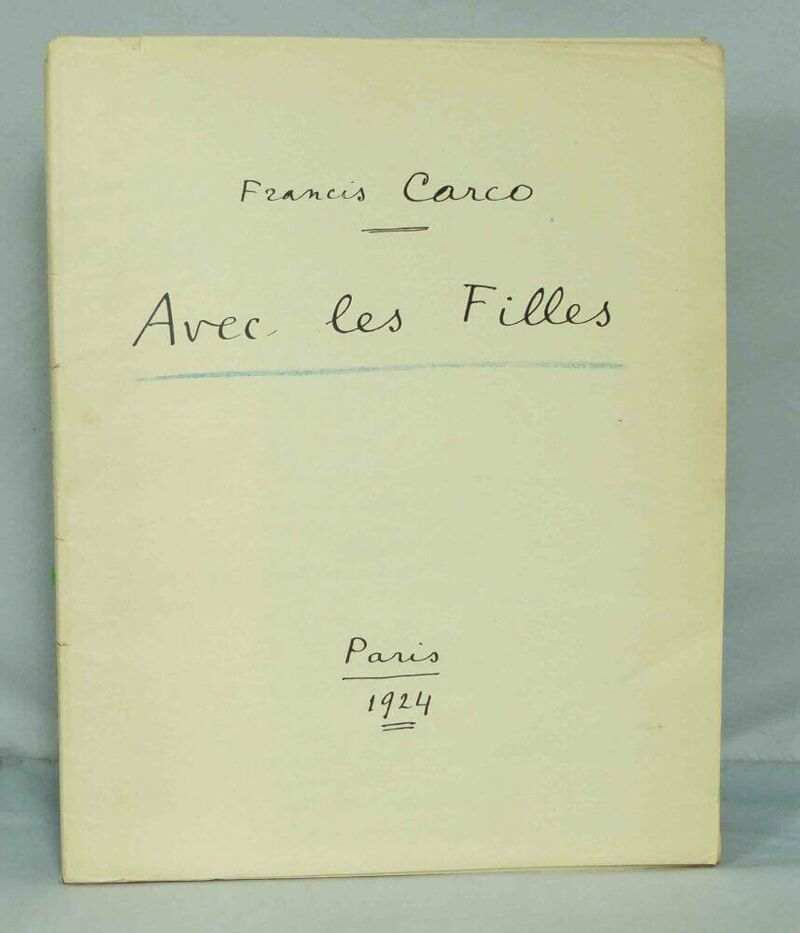 Francis Carco
Avec les Filles
Paris
1924